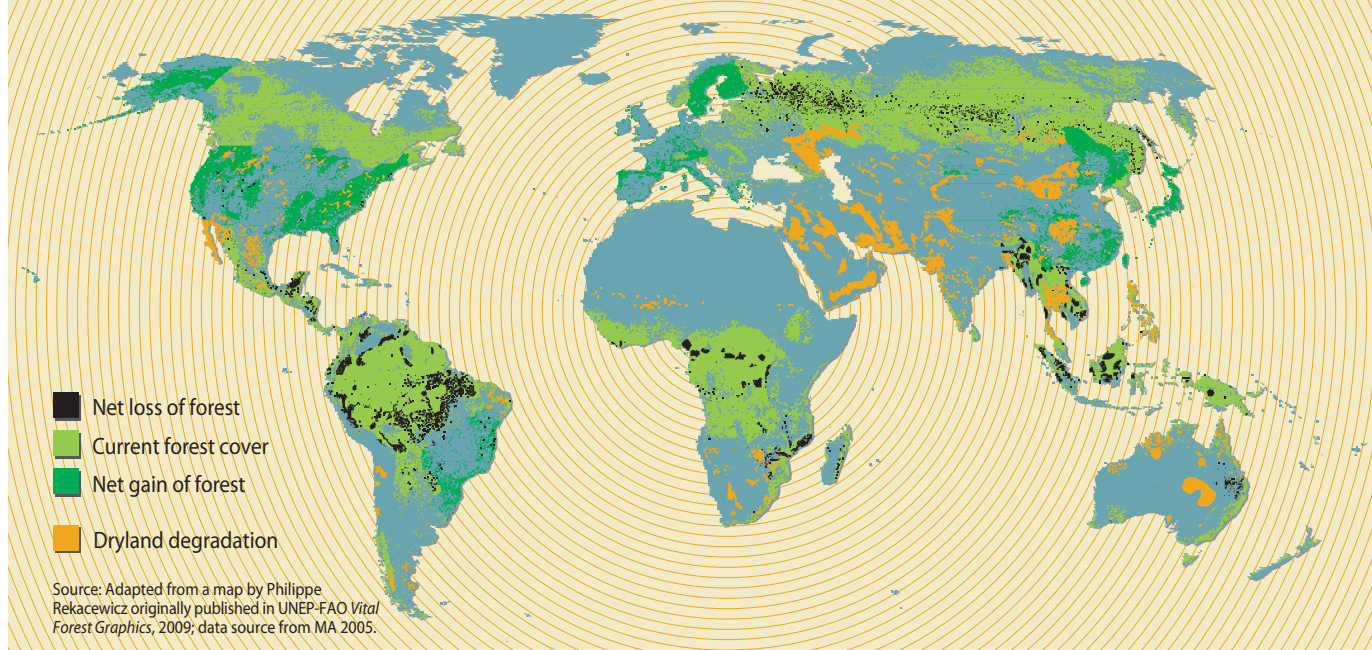 Net loss of forest
Current forest cover
Net gain of forest
Dryland degradation
Source: Adapted from a map by Philippe
Rekacewicz originally published in UNEP-FAO Vital
Forest Graphics, 2009; data source from MA 2005.